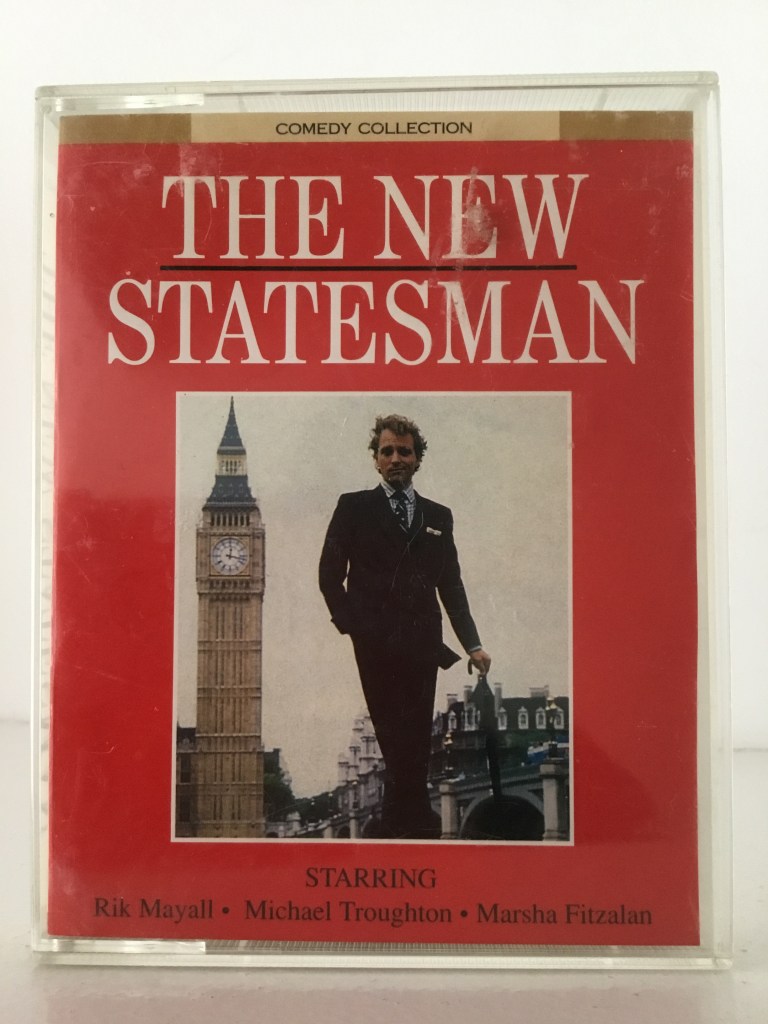 COMEDY COLLECTION
THE NEW
STATESMAN
STARRING
Rik Mayall • Michael Troughton • Marsha Fitzalan